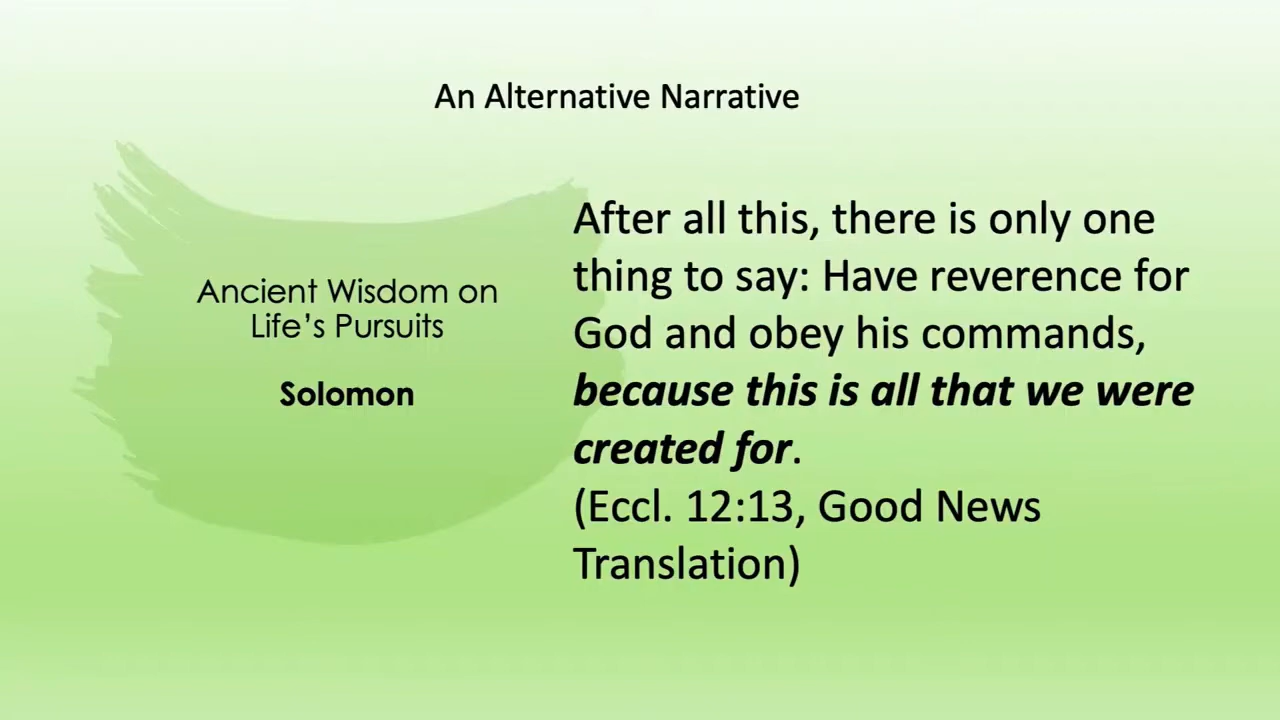 An Alternative Narrative
Ancient Wisdom on
Life’s Pursuits
Solomon
After all this, there is only one
thing to say: Have reverence for
God and obey his commands,
because this is all that we were
created for.
(Eccl. 12:13, Good News
Translation)